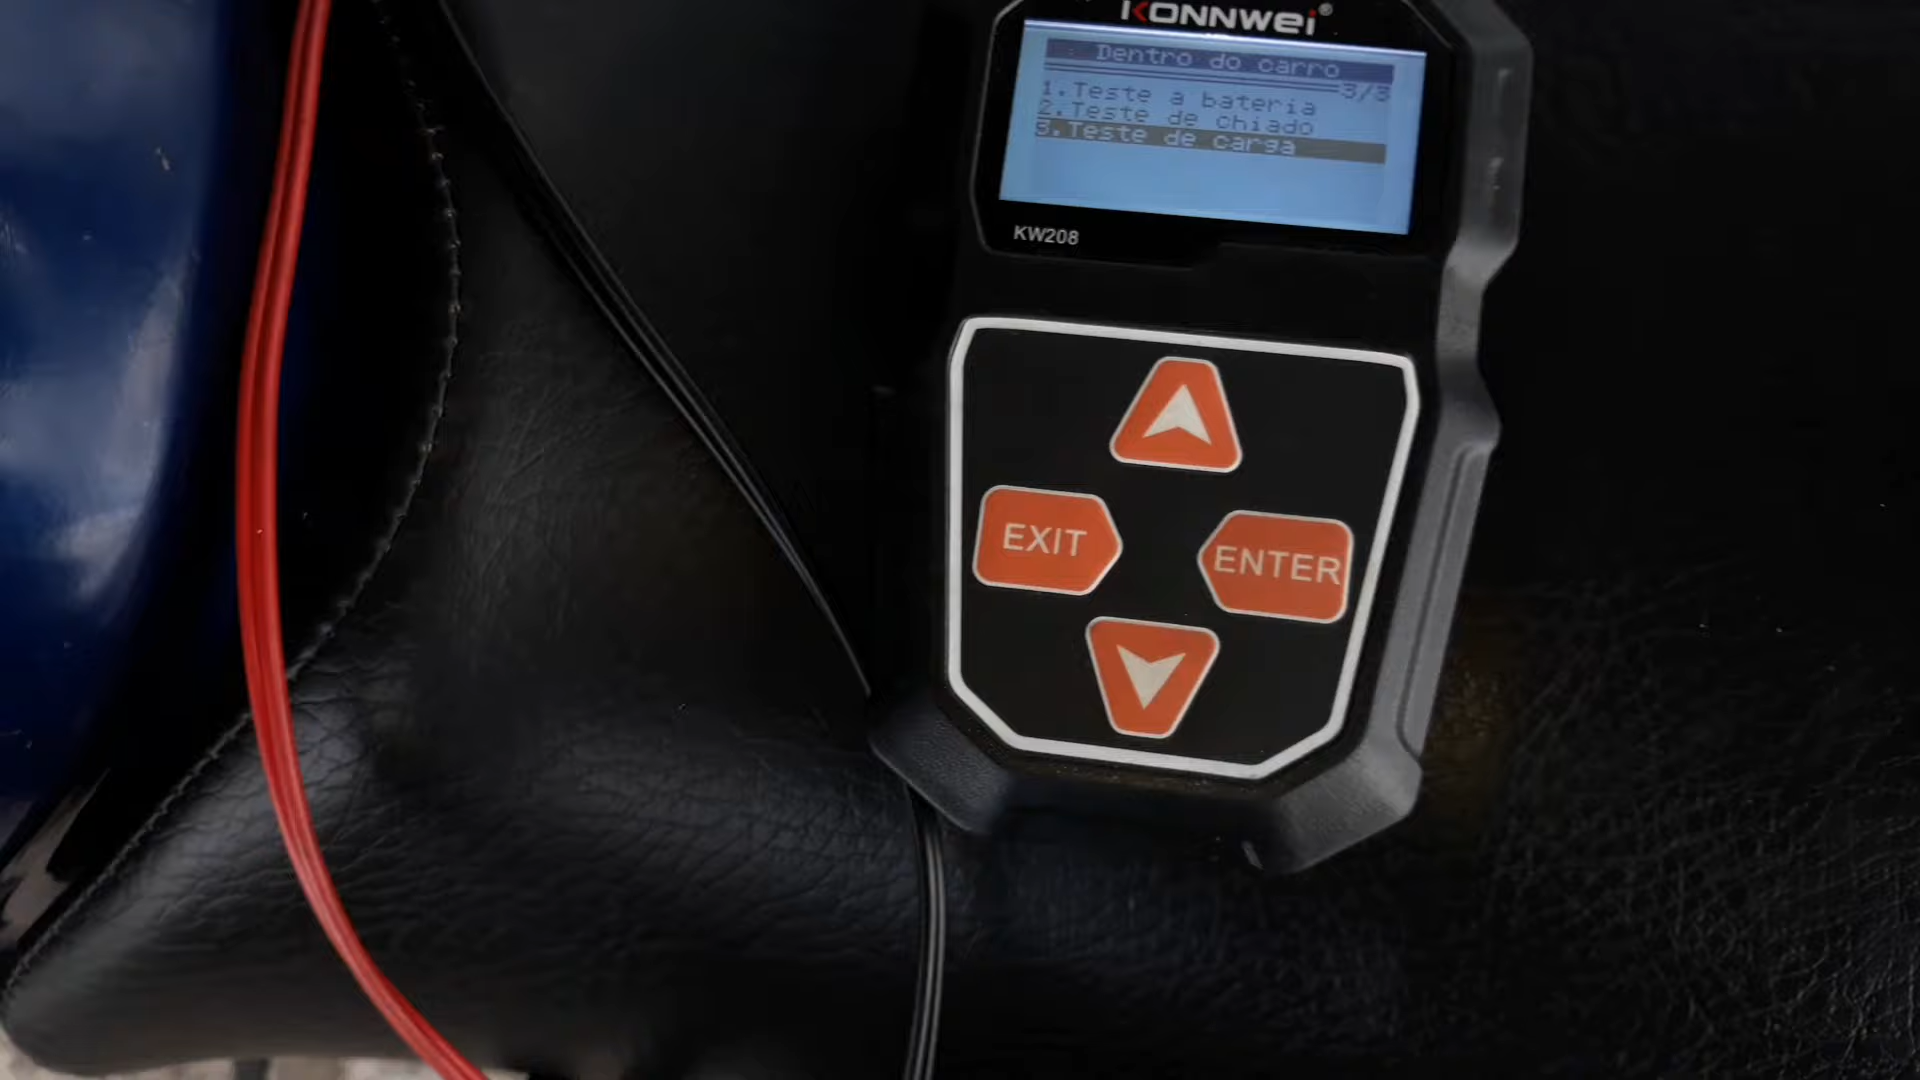 KONNWEI®
Dentro do carro
3/3
1.Teste a bateria
2.Teste de chiado
3.Teste de carga
KW208
EXIT
ENTER